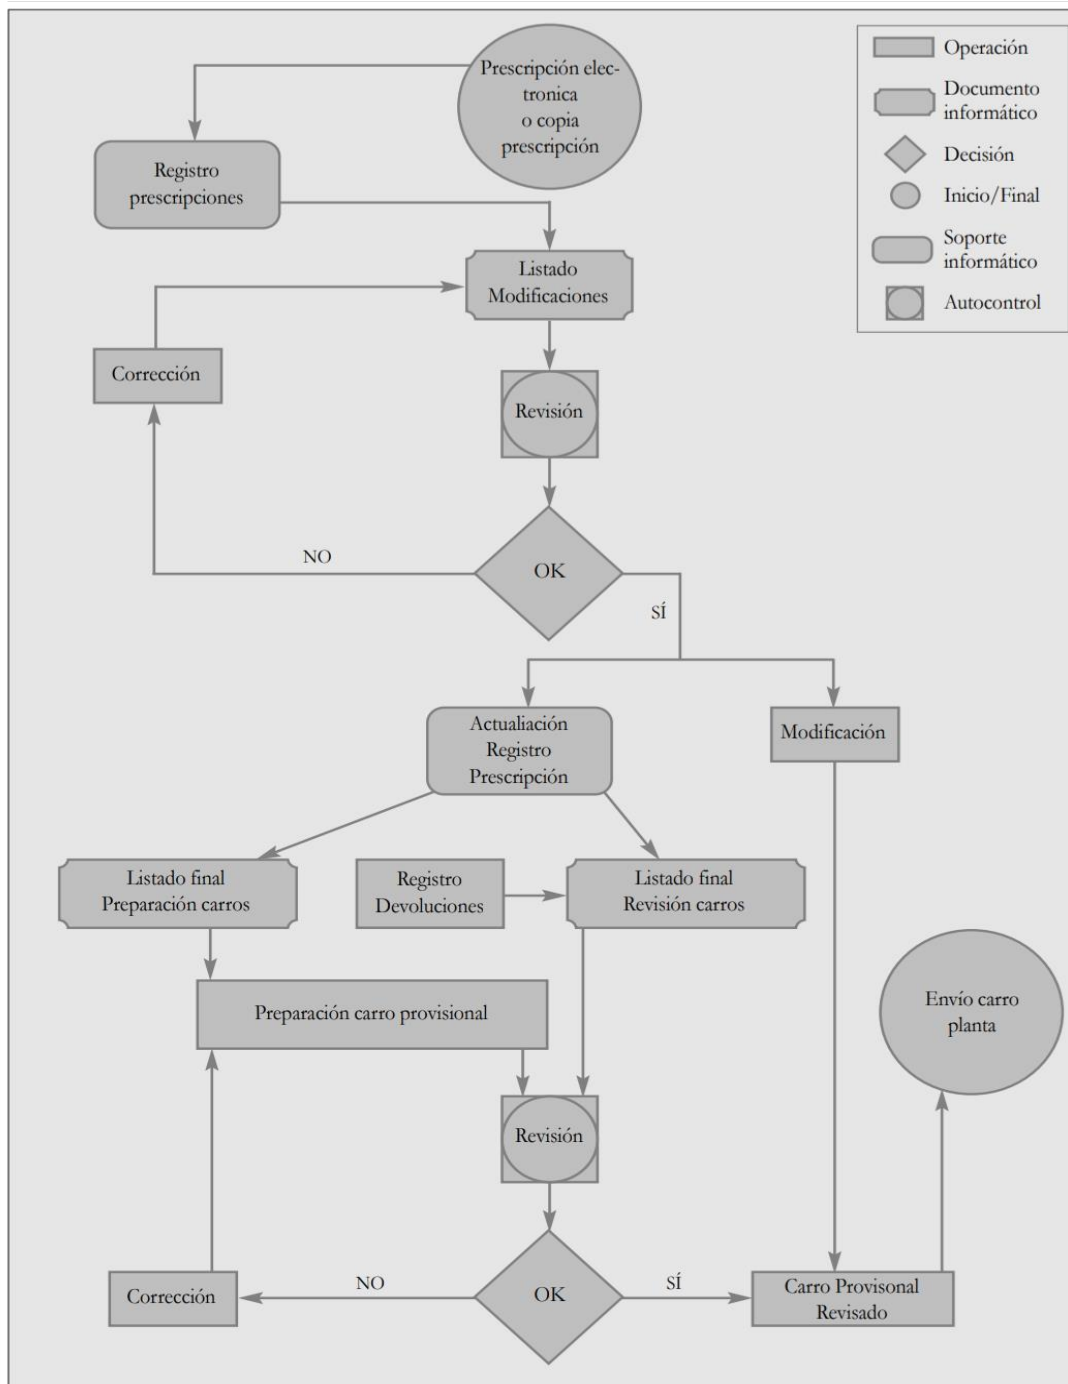 Prescripción elec-
tronica
o copia
prescripción
Operación
Documento
informático
Decisión
Inicio/Final
Soporte
informático
Autocontrol
Registro
prescripciones
Listado
Modificaciones
Corrección
Revisión
OK
NO
SÍ
Actualiación
Registro
Prescripción
Modificación
Listado final
Preparación carros
Registro
Devoluciones
Listado final
Revisión carros
Preparación carro provisional
Envío carro
planta
Revisión
Corrección
NO
OK
SÍ
Carro Provisonal
Revisado